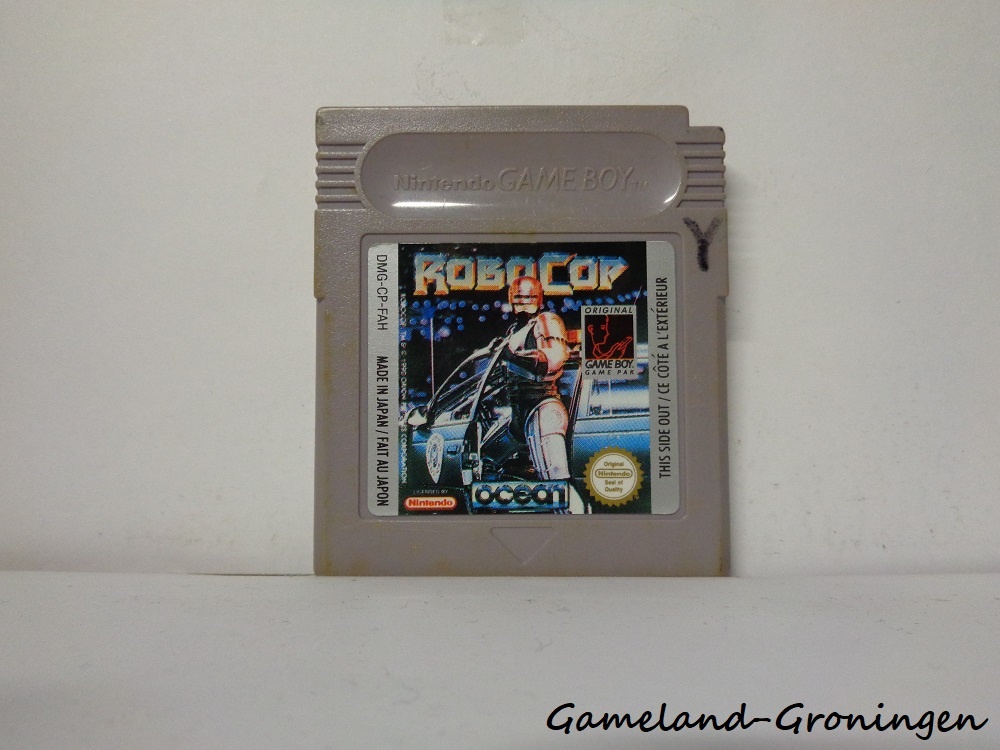 Nintendo GAME BOY TM
Y
DMG-CP-FAH MADE IN JAPAN / FAIT AU JAPON
ROBOCOP
ORIGINAL
GAME BOY
GAME PAK
THIS SIDE OUT / CE CÔTÉ A L'EXTÉRIEUR
Original
Nintendo
Seal of
Quality
LICENSED BY
Nintendo
ocean
Gameland-Groningen